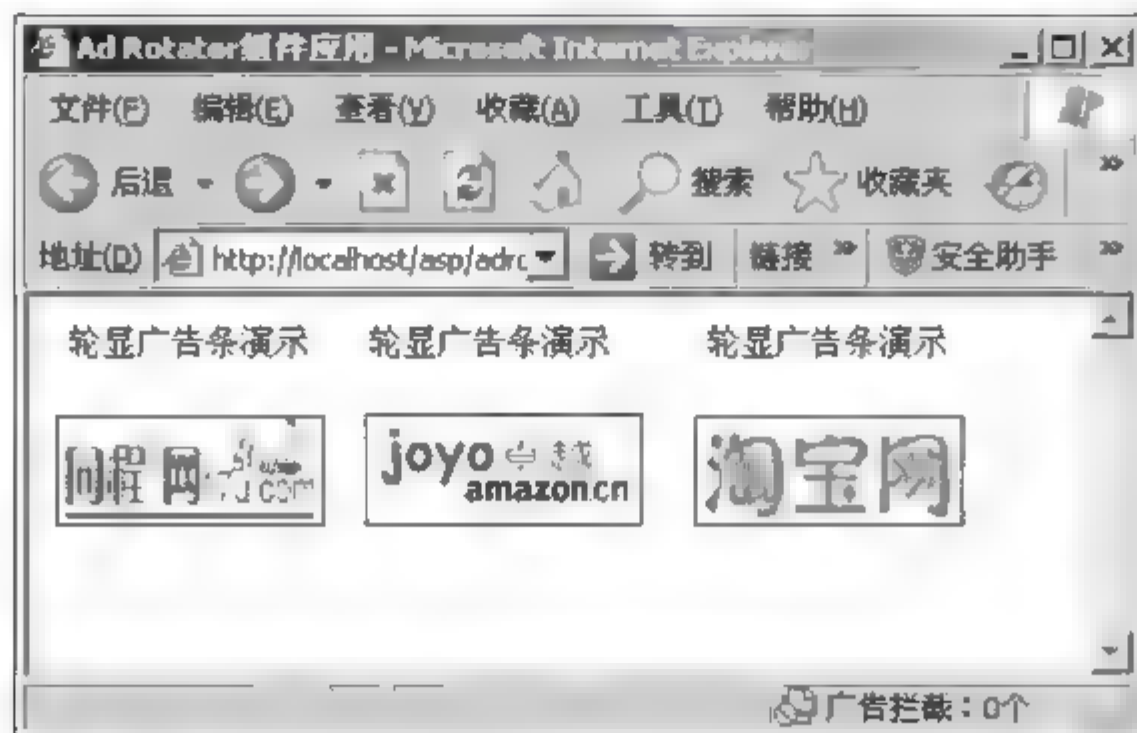 Ad Rotator组件应用 - Microsoft Internet Explorer
文件(F) 编辑(E) 查看(V) 收藏(A) 工具(T) 帮助(H)
后退 搜索 收藏夹
地址(D) http://localhost/asp/adrc 转到 链接 » 安全助手 »
轮显广告条演示 轮显广告条演示 轮显广告条演示
网 com joyo amazon.cn 淘宝网
广告拦截：0个